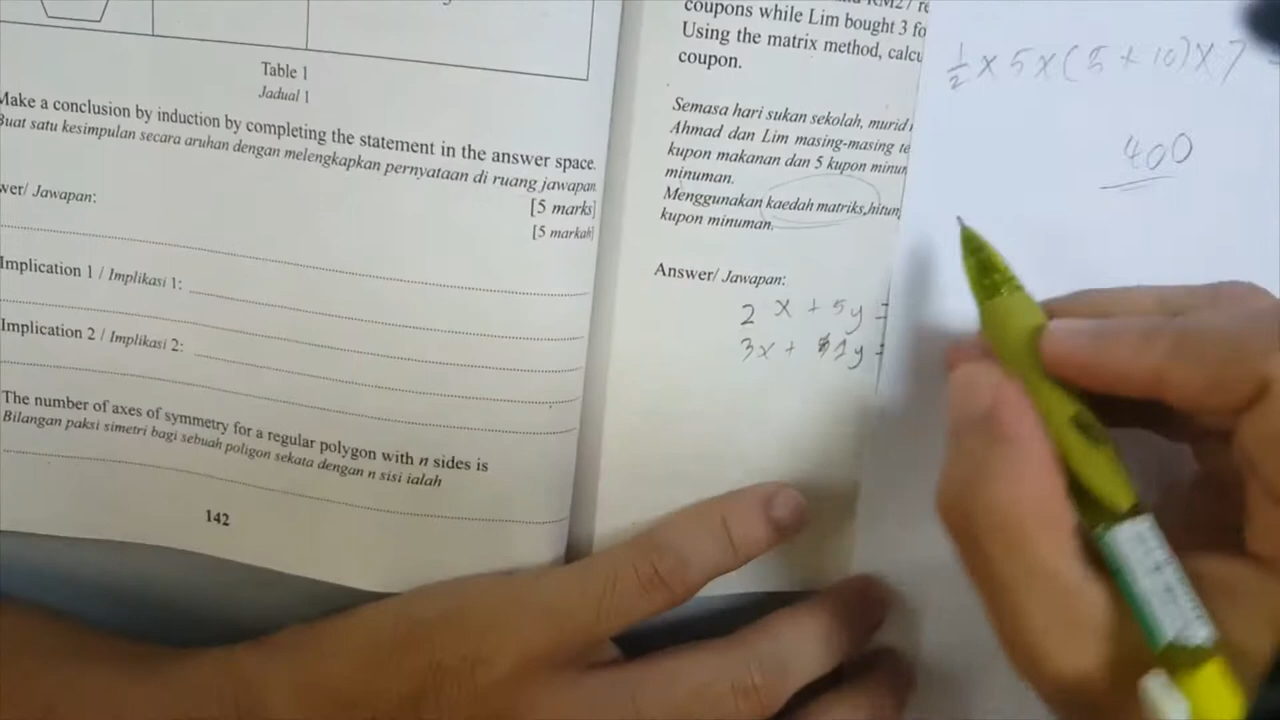 Table 1
Jadual 1
Make a conclusion by induction by completing the statement in the answer space.
Buat satu kesimpulan secara aruhan dengan melengkapkan pernyataan di ruang jawapan.
[5 marks]
[5 markah]
wer/ Jawapan:
Implication 1 / Implikasi 1:
Implication 2 / Implikasi 2:
The number of axes of symmetry for a regular polygon with n sides is
Bilangan paksi simetri bagi sebuah poligon sekata dengan n sisi ialah
142
coupons while Lim bought 3 fo
Using the matrix method, calcu
coupon.
Semasa hari sukan sekolah, murid
Ahmad dan Lim masing-masing te
kupon makanan dan 5 kupon minum
minuman.
Menggunakan kaedah matriks, hitun
kupon minuman.
Answer/ Jawapan:
2x + 5y =
3x + 1y =
1/2 × 5 × (5 + 10) × 7
400